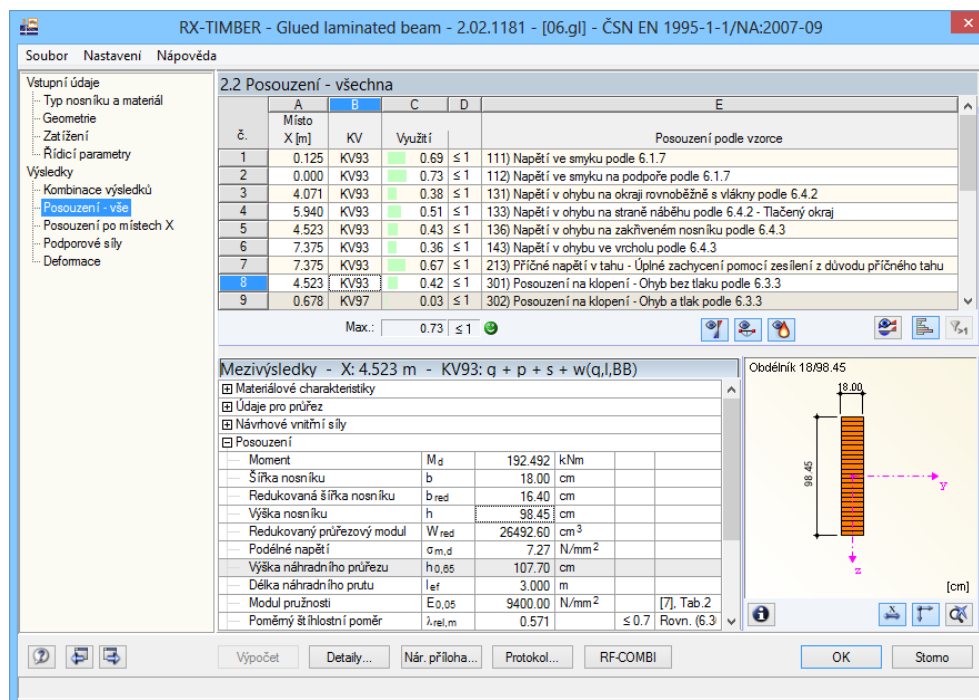 RX-TIMBER - Glued laminated beam - 2.02.1181 - [06.gl] - ČSN EN 1995-1-1/NA:2007-09
Soubor Nastavení Nápověda
Vstupní údaje
Typ nosníku a materiál
Geometrie
Zatížení
Řídicí parametry
Výsledky
Kombinace výsledků
Posouzení - vše
Posouzení po místech X
Podporové síly
Deformace
2.2 Posouzení - všechna
A B C D E
Místo
č. X [m] KV Využití Posouzení podle vzorce
1 0.125 KV93 0.69 ≤ 1 111) Napětí ve smyku podle 6.1.7
2 0.000 KV93 0.73 ≤ 1 112) Napětí ve smyku na podpoře podle 6.1.7
3 4.071 KV93 0.38 ≤ 1 131) Napětí v ohybu na okraji rovnoběžně s vlákny podle 6.4.2
4 5.940 KV93 0.51 ≤ 1 133) Napětí v ohybu na straně náběhu podle 6.4.2 - Tlačený okraj
5 4.523 KV93 0.43 ≤ 1 136) Napětí v ohybu na zakřiveném nosníku podle 6.4.3
6 7.375 KV93 0.36 ≤ 1 143) Napětí v ohybu ve vrcholu podle 6.4.3
7 7.375 KV93 0.67 ≤ 1 213) Příčné napětí v tahu - Úplné zachycení pomocí zesílení z důvodu příčného tahu
8 4.523 KV93 0.42 ≤ 1 301) Posouzení na klopení - Ohyb bez tlaku podle 6.3.3
9 0.678 KV97 0.03 ≤ 1 302) Posouzení na klopení - Ohyb a tlak podle 6.3.3
Max.: 0.73 ≤ 1
Mezivýsledky - X: 4.523 m - KV93: q + p + s + w(q,l,BB)
Materiálové charakteristiky
Údaje pro průřez
Návrhové vnitřní síly
Posouzení
Moment Md 192.492 kNm
Šířka nosníku b 18.00 cm
Redukovaná šířka nosníku b red 16.40 cm
Výška nosníku h 98.45 cm
Redukovaný průřezový modul W red 26492.60 cm3
Podélné napětí σm,d 7.27 N/mm2
Výška náhradního průřezu h0,65 107.70 cm
Délka náhradního prutu lef 3.000 m
Modul pružnosti E0,05 9400.00 N/mm2 [7], Tab.2
Poměrný štíhlostní poměr λrel,m 0.571 ≤ 0.7 Rovn. (6.3
Obdélník 18/98.45
18.00
98.45
y
z
[cm]
Výpočet Detaily... Nár. příloha... Protokol... RF-COMBI OK Storno